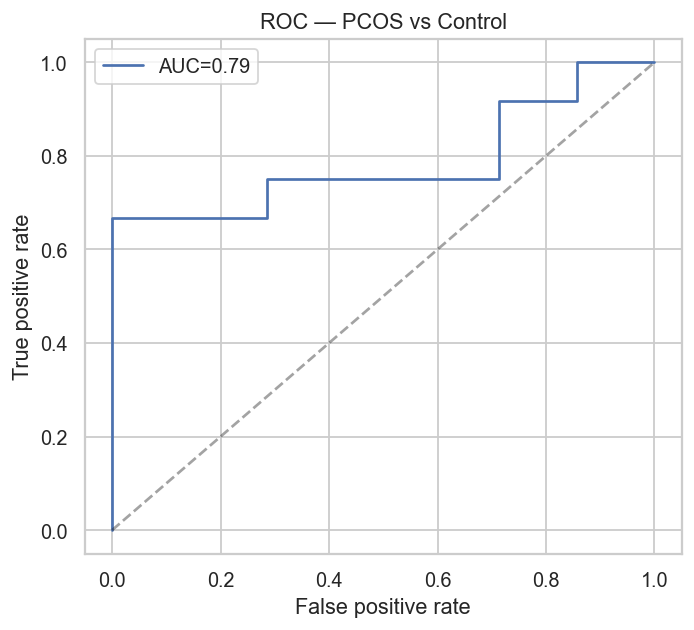 ROC — PCOS vs Control
AUC=0.79
True positive rate
1.0
0.8
0.6
0.4
0.2
0.0
0.0 0.2 0.4 0.6 0.8 1.0
False positive rate